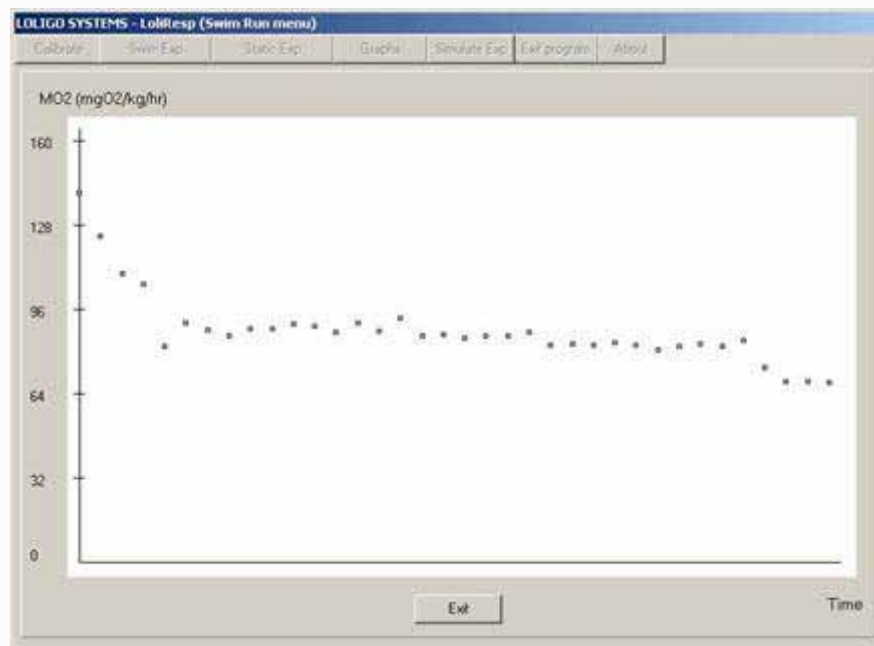 LOLIGO SYSTEMS - LoliResp (Swim Run menu)
Calibrate Swim Exp Static Exp Graphs Simulate Exp Exit program About
MO2 (mgO2/kg/hr)
160
128
96
64
32
0
Exit
Time